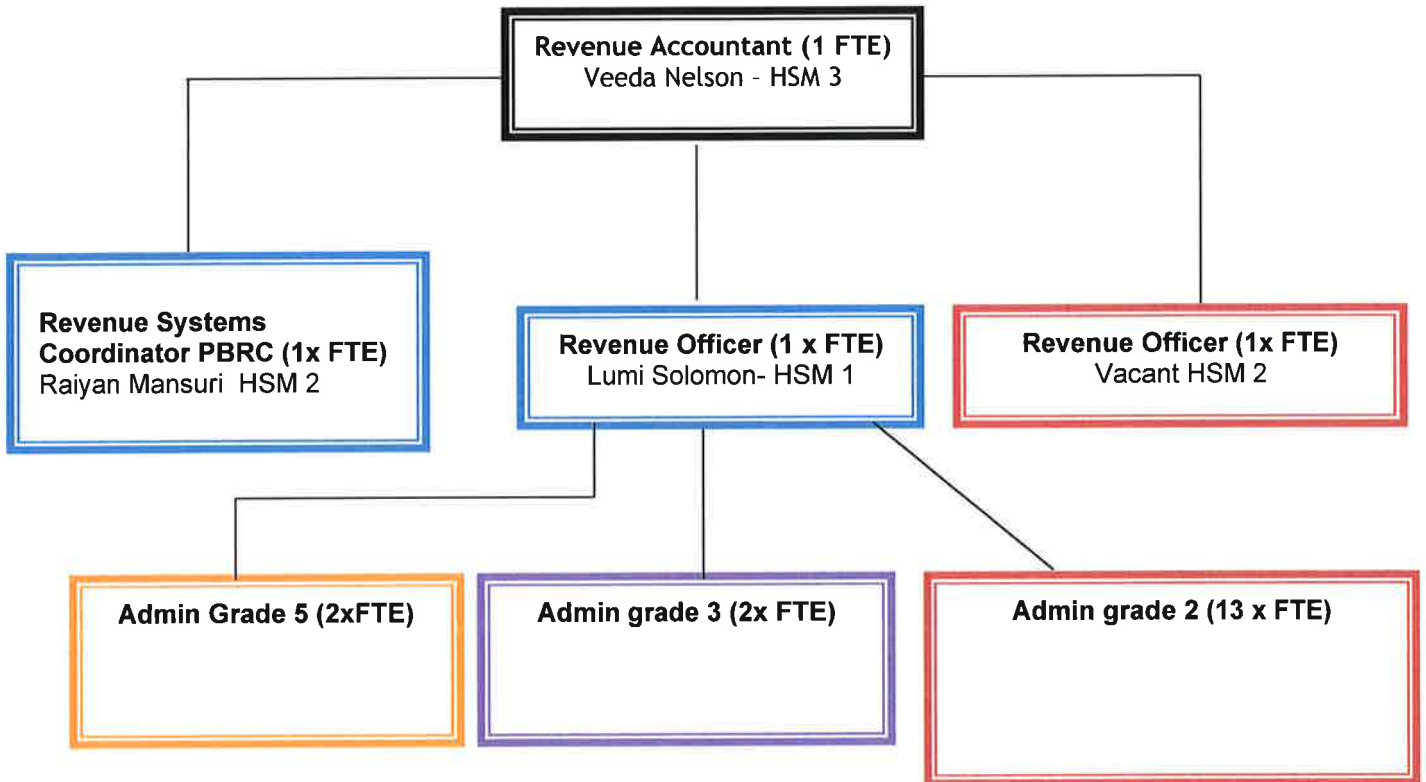 Revenue Accountant (1 FTE)
Veeda Nelson - HSM 3
Revenue Systems
Coordinator PBRC (1x FTE)
Raiyan Mansuri HSM 2
Revenue Officer (1 x FTE)
Lumi Solomon- HSM 1
Revenue Officer (1x FTE)
Vacant HSM 2
Admin Grade 5 (2xFTE)
Admin grade 3 (2x FTE)
Admin grade 2 (13 x FTE)